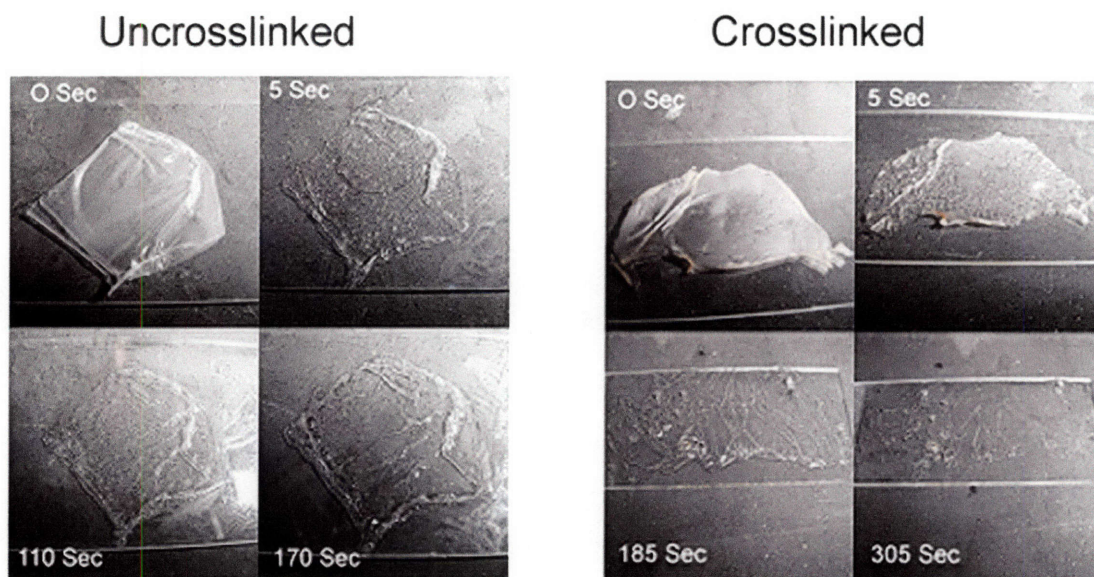 Uncrosslinked
Crosslinked
O Sec
5 Sec
O Sec
5 Sec
110 Sec
170 Sec
185 Sec
305 Sec